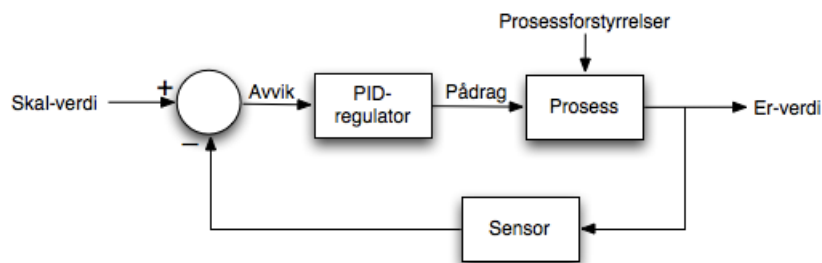 Prosessforstyrrelser
Skal-verdi
+
−
Avvik
PID-
regulator
Pådrag
Prosess
Er-verdi
Sensor